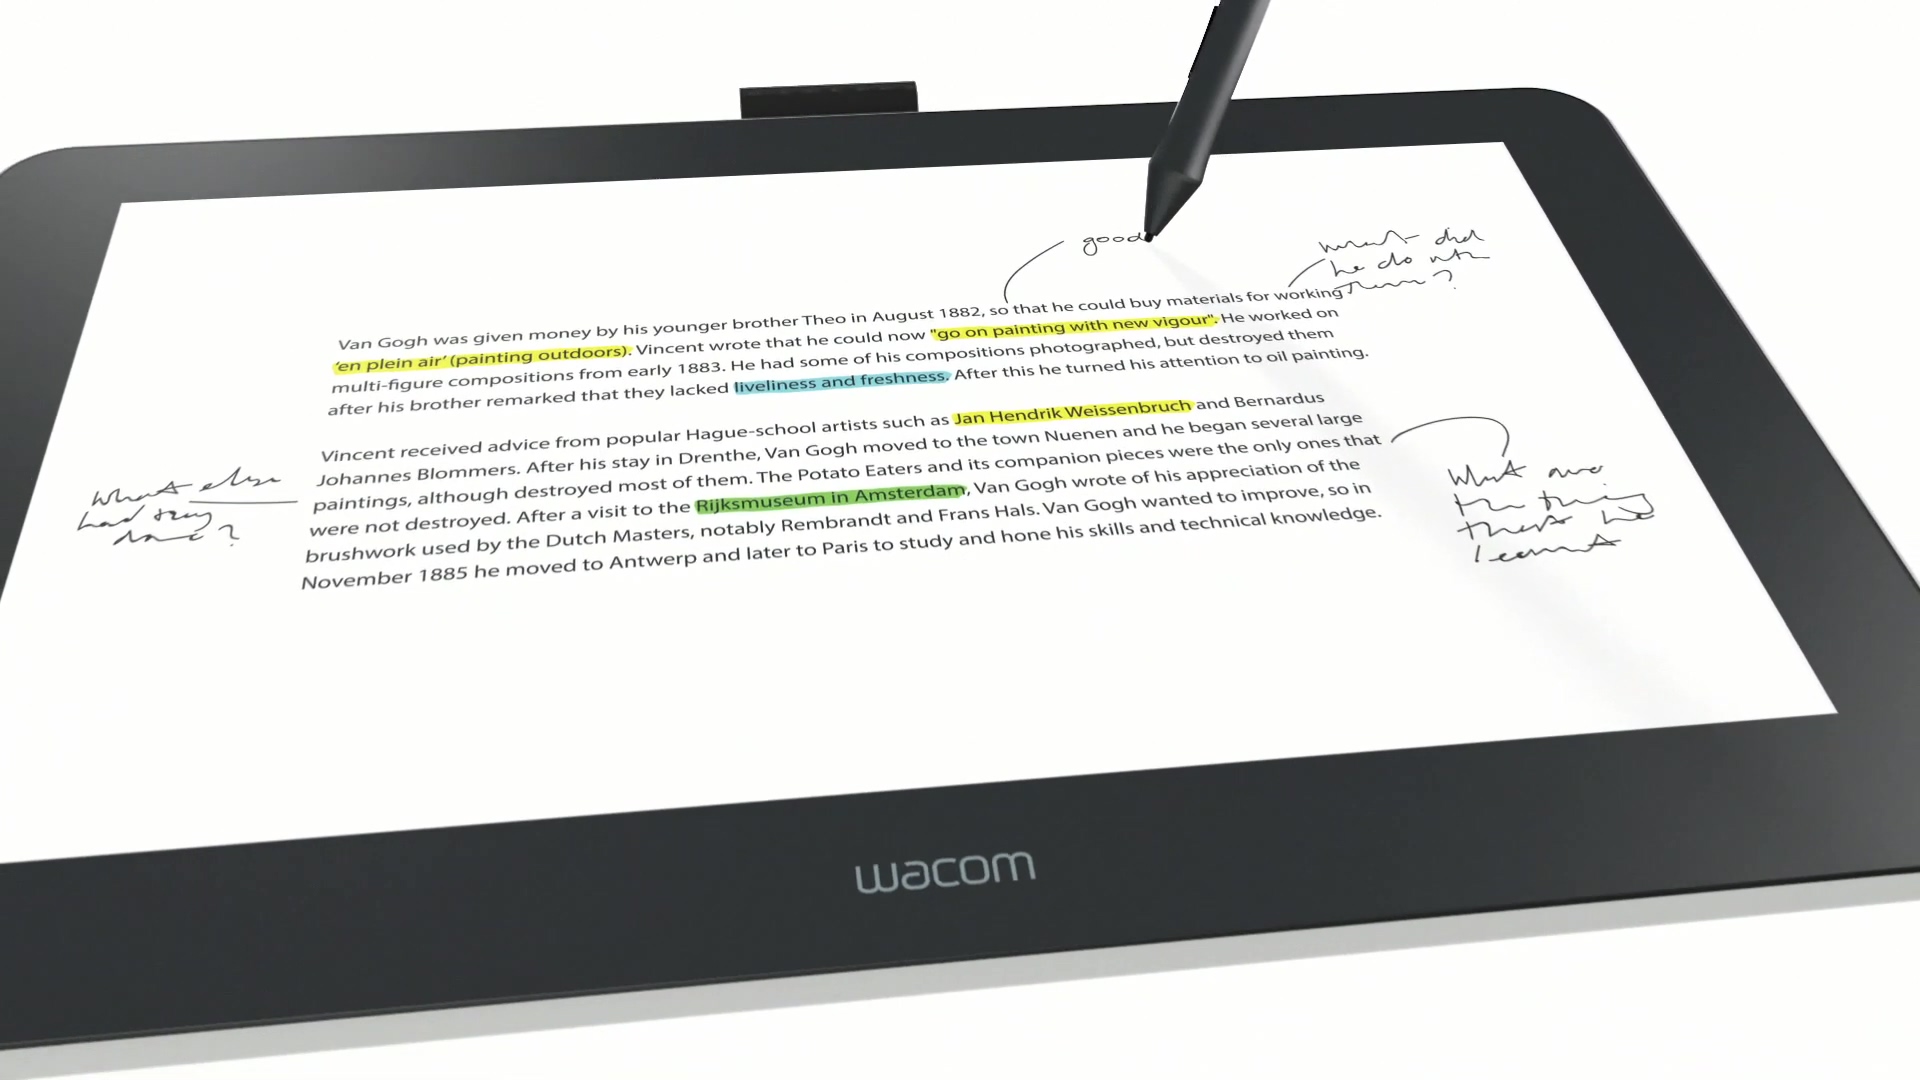 good
What did
he do with
them?
Van Gogh was given money by his younger brother Theo in August 1882, so that he could buy materials for working
'en plein air' (painting outdoors). Vincent wrote that he could now "go on painting with new vigour". He worked on
multi-figure compositions from early 1883. He had some of his compositions photographed, but destroyed them
after his brother remarked that they lacked liveliness and freshness. After this he turned his attention to oil painting.
Vincent received advice from popular Hague-school artists such as Jan Hendrik Weissenbruch and Bernardus
Johannes Blommers. After his stay in Drenthe, Van Gogh moved to the town Nuenen and he began several large
paintings, although destroyed most of them. The Potato Eaters and its companion pieces were the only ones that
were not destroyed. After a visit to the Rijksmuseum in Amsterdam, Van Gogh wrote of his appreciation of the
brushwork used by the Dutch Masters, notably Rembrandt and Frans Hals. Van Gogh wanted to improve, so in
November 1885 he moved to Antwerp and later to Paris to study and hone his skills and technical knowledge.
What else
had they
done?
What are
the things
that he
learnt
wacom